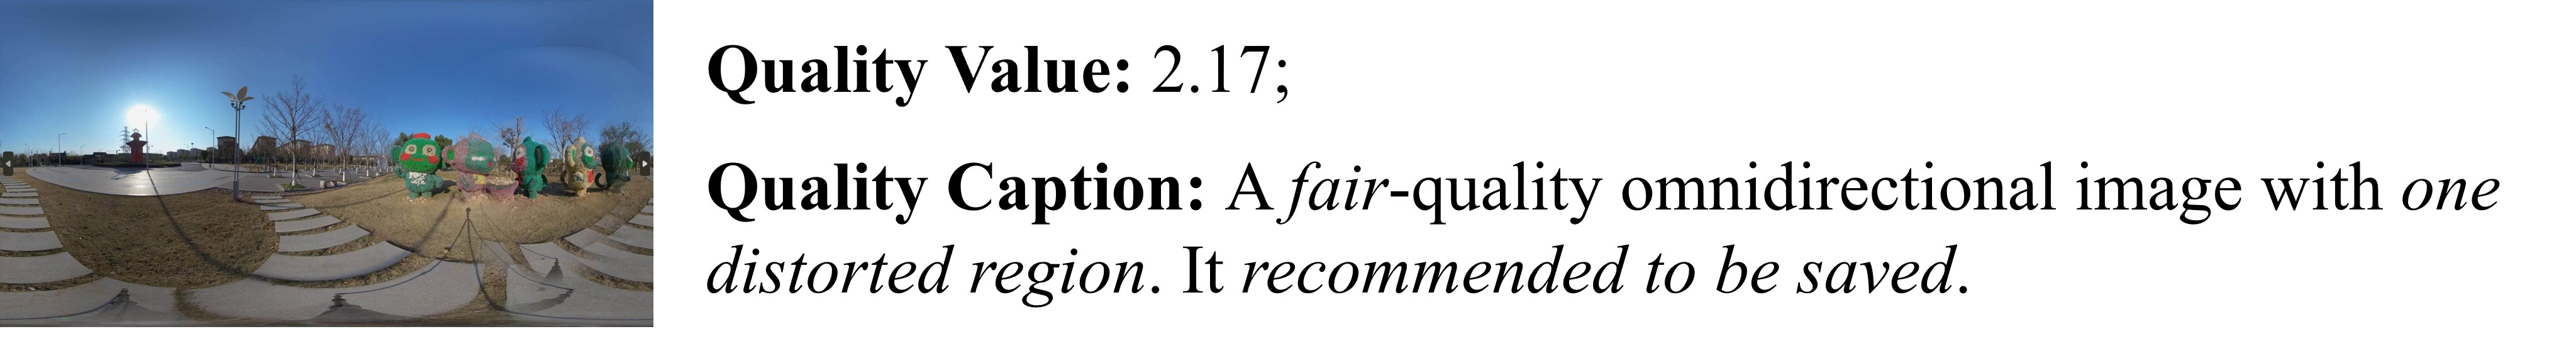 Quality Value: 2.17;
Quality Caption: A fair-quality omnidirectional image with one
distorted region. It recommended to be saved.